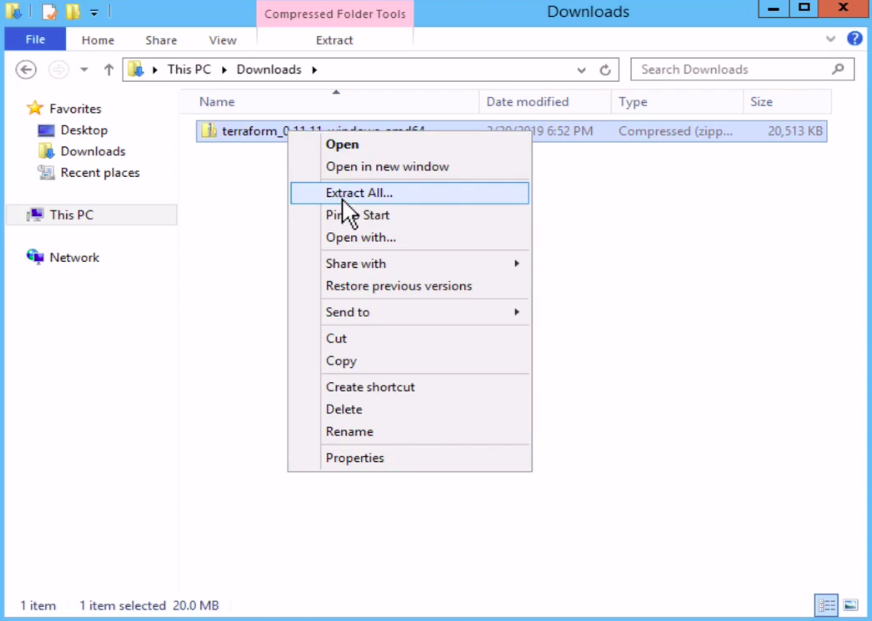 Compressed Folder Tools
Downloads
File
Home
Share
View
Extract
This PC
Downloads
Search Downloads
Name
Date modified
Type
Size
Favorites
Desktop
Downloads
Recent places
This PC
Network
terraform_0.11.11_windows_amd64
2/20/2019 6:52 PM
Compressed (zipp...
20,513 KB
Open
Open in new window
Extract All...
Start
Open with...
Share with
Restore previous versions
Send to
Cut
Copy
Create shortcut
Delete
Rename
Properties
1 item
1 item selected 20.0 MB